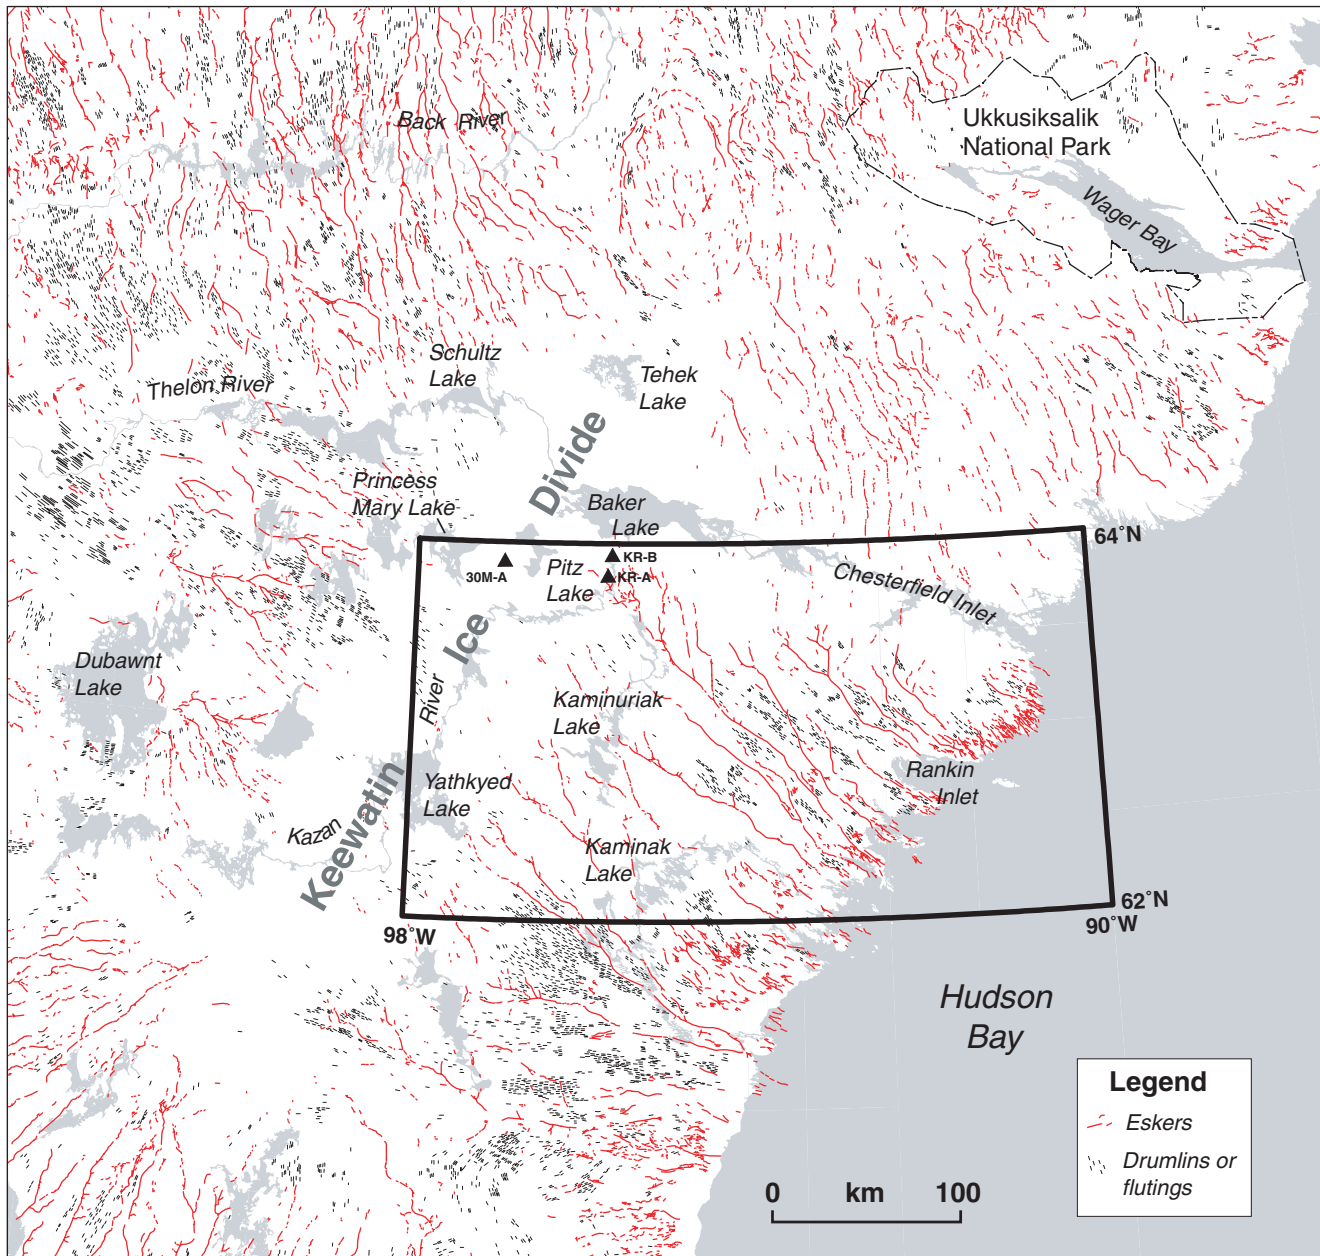 Back River
Ukkusiksalik
National Park
Wager Bay
Schultz
Lake
Tehek
Lake
Thelon River
Princess
Mary Lake
Baker
Lake
64°N
30M-A
Pitz
Lake
KR-B
KR-A
Chesterfield Inlet
Keewatin Ice Divide
Dubawnt
Lake
Kaminuriak
Lake
Rankin
Inlet
Yathkyed
Lake
Kazan River
Kaminak
Lake
98°W
62°N
90°W
Hudson
Bay
Legend
Eskers
Drumlins or
flutings
0 km 100